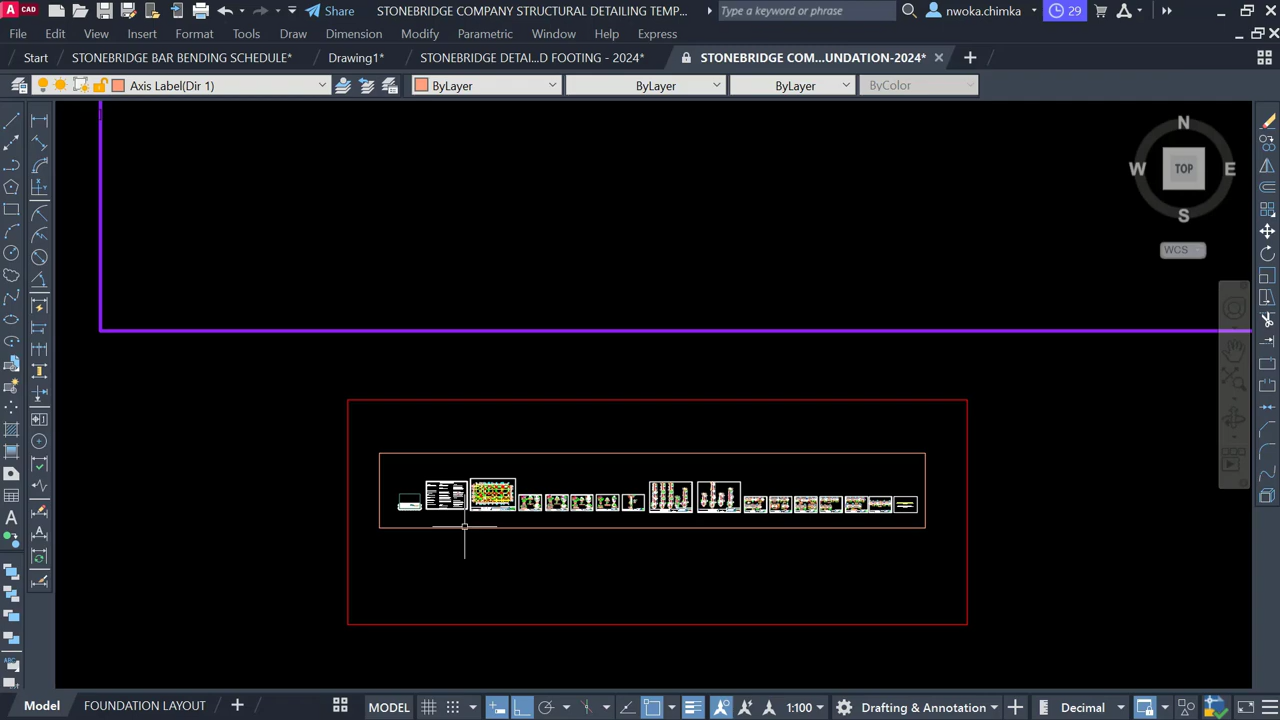 A CAD
Share
STONEBRIDGE COMPANY STRUCTURAL DETAILING TEMP...
Type a keyword or phrase
nwoka.chimka
29
File Edit View Insert Format Tools Draw Dimension Modify Parametric Window Help Express
Start
STONEBRIDGE BAR BENDING SCHEDULE*
Drawing1*
STONEBRIDGE DETAI...D FOOTING - 2024*
STONEBRIDGE COM...UNDATION-2024*
Axis Label(Dir 1)
ByLayer
ByLayer
ByLayer
ByColor
N
W TOP E
S
WCS
Model
FOUNDATION LAYOUT
MODEL
1:100
Drafting & Annotation
Decimal